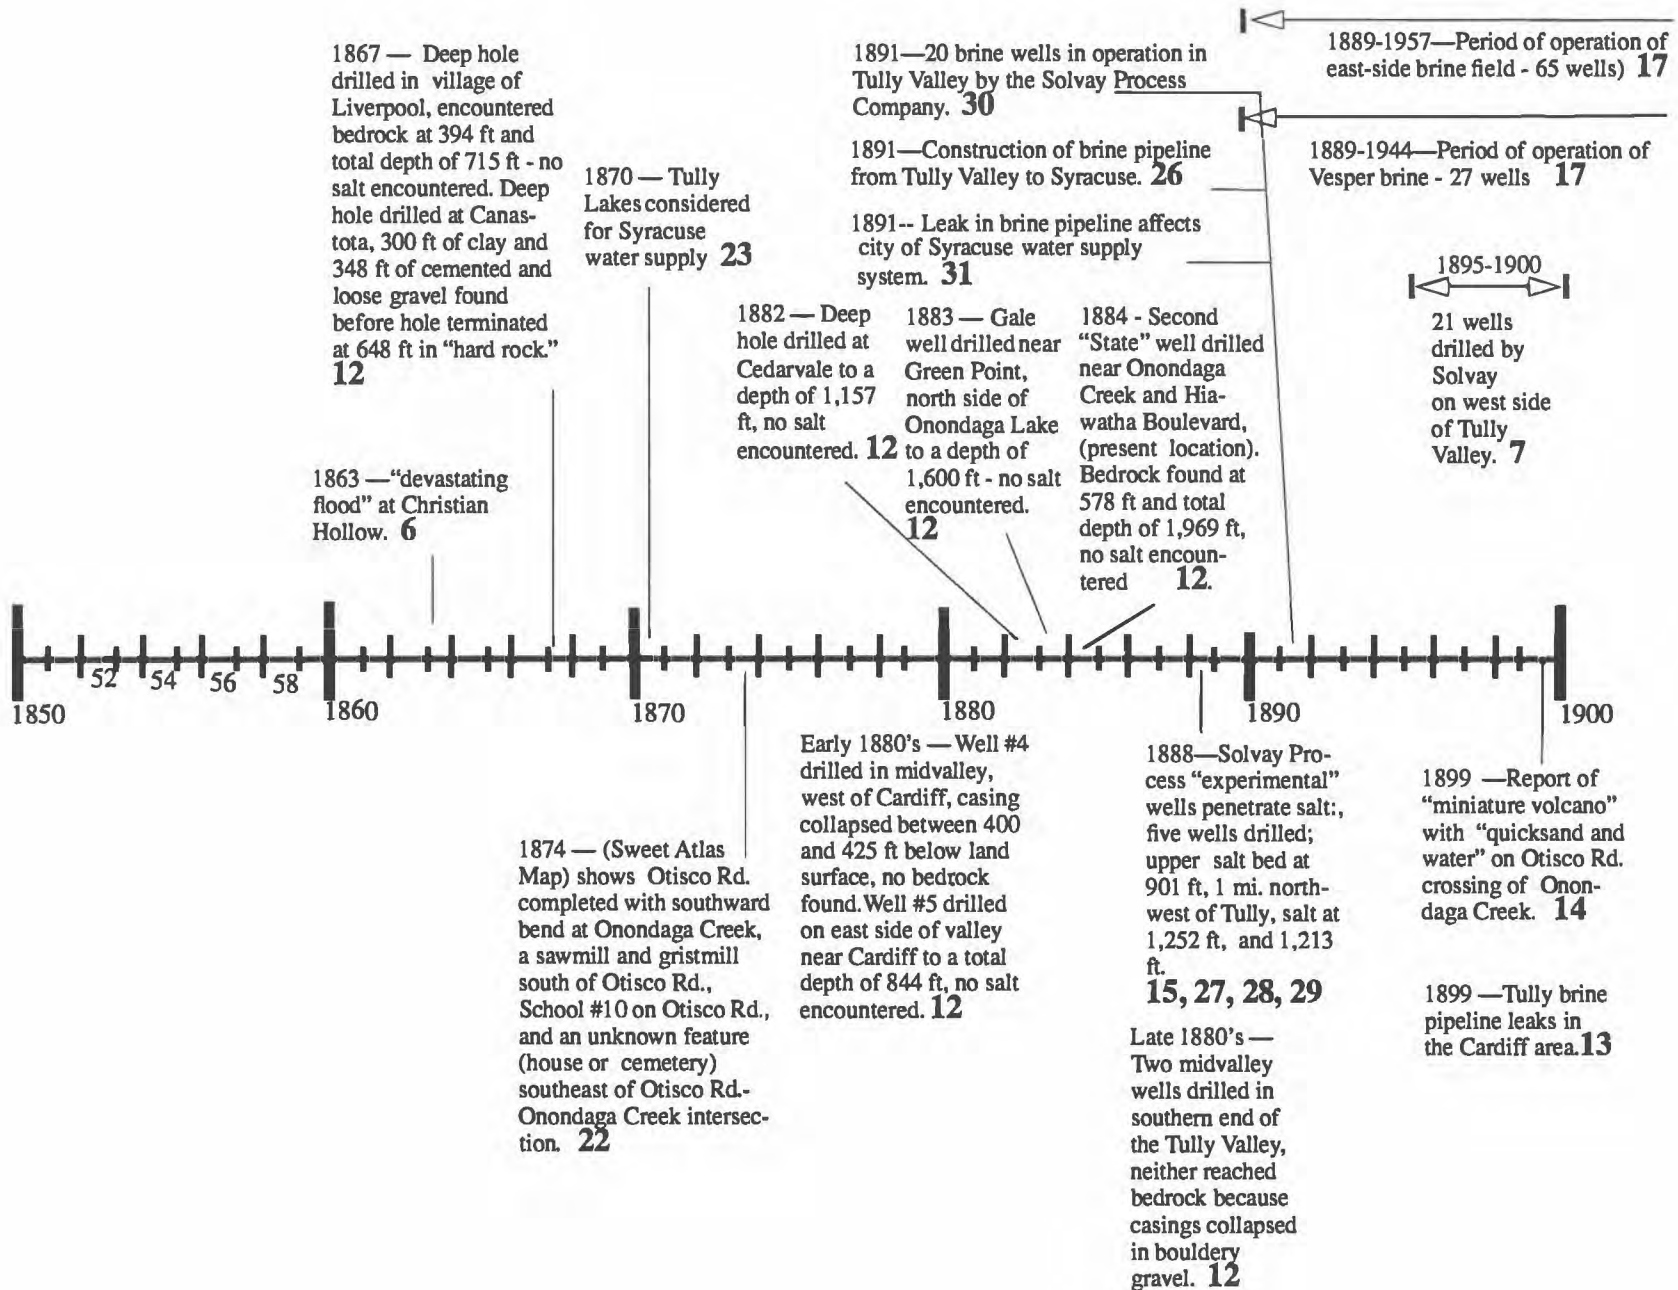 1867 — Deep hole
drilled in village of
Liverpool, encountered
bedrock at 394 ft and
total depth of 715 ft - no
salt encountered. Deep
hole drilled at Canas-
tota, 300 ft of clay and
348 ft of cemented and
loose gravel found
before hole terminated
at 648 ft in “hard rock.”
12
1870 — Tully
Lakes considered
for Syracuse
water supply 23
1891—20 brine wells in operation in
Tully Valley by the Solvay Process
Company. 30
1891—Construction of brine pipeline
from Tully Valley to Syracuse. 26
1891-- Leak in brine pipeline affects
city of Syracuse water supply
system. 31
1889-1957—Period of operation of
east-side brine field - 65 wells) 17
1889-1944—Period of operation of
Vesper brine - 27 wells 17
1895-1900
21 wells
drilled by
Solvay
on west side
of Tully
Valley. 7
1863 —“devastating
flood” at Christian
Hollow. 6
1882 — Deep
hole drilled at
Cedarvale to a
depth of 1,157
ft, no salt
encountered. 12
1883 — Gale
well drilled near
Green Point,
north side of
Onondaga Lake
to a depth of
1,600 ft - no salt
encountered.
12
1884 - Second
“State” well drilled
near Onondaga
Creek and Hia-
watha Boulevard,
(present location).
Bedrock found at
578 ft and total
depth of 1,969 ft,
no salt encoun-
tered 12.
52 54 56 58
1850 1860 1870 1880 1890 1900
1874 — (Sweet Atlas
Map) shows Otisco Rd.
completed with southward
bend at Onondaga Creek,
a sawmill and gristmill
south of Otisco Rd.,
School #10 on Otisco Rd.,
and an unknown feature
(house or cemetery)
southeast of Otisco Rd.-
Onondaga Creek intersec-
tion. 22
Early 1880's — Well #4
drilled in midvalley,
west of Cardiff, casing
collapsed between 400
and 425 ft below land
surface, no bedrock
found. Well #5 drilled
on east side of valley
near Cardiff to a total
depth of 844 ft, no salt
encountered. 12
1888—Solvay Pro-
cess “experimental”
wells penetrate salt:,
five wells drilled;
upper salt bed at
901 ft, 1 mi. north-
west of Tully, salt at
1,252 ft, and 1,213
ft.
15, 27, 28, 29
Late 1880's —
Two midvalley
wells drilled in
southern end of
the Tully Valley,
neither reached
bedrock because
casings collapsed
in bouldery
gravel. 12
1899 —Report of
“miniature volcano”
with “quicksand and
water” on Otisco Rd.
crossing of Onon-
daga Creek. 14
1899 —Tully brine
pipeline leaks in
the Cardiff area.13